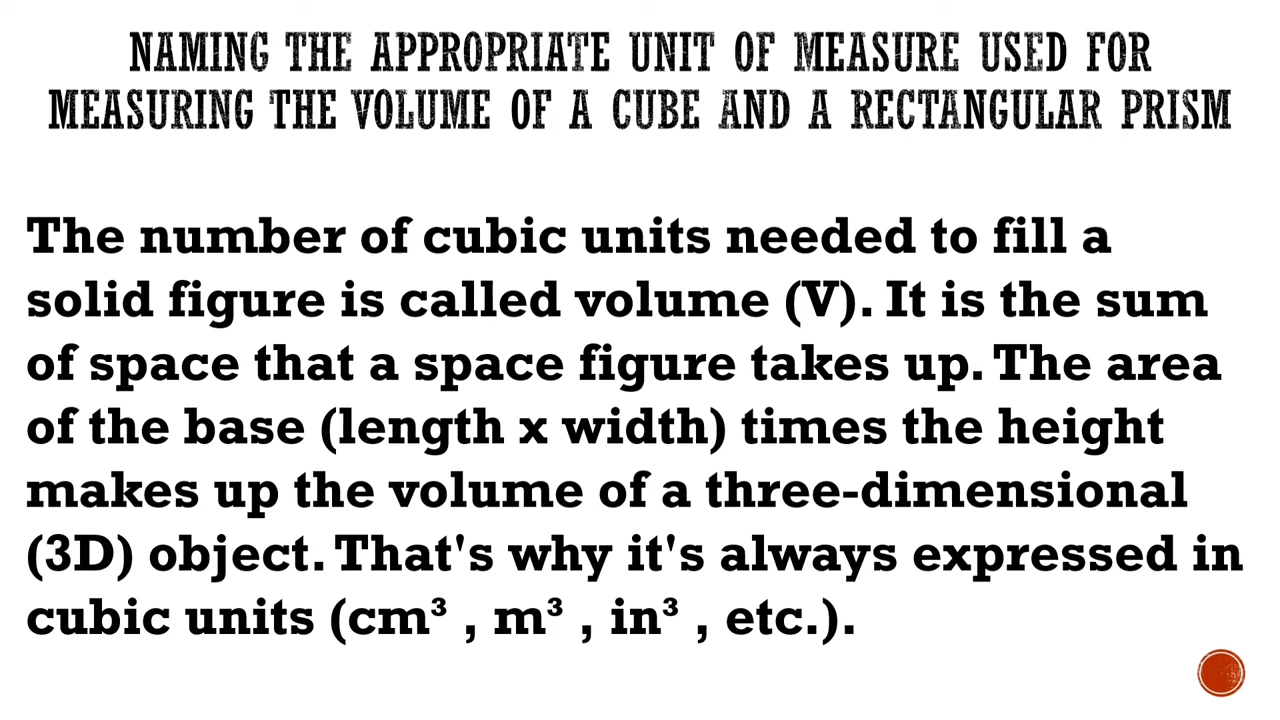 NAMING THE APPROPRIATE UNIT OF MEASURE USED FOR
MEASURING THE VOLUME OF A CUBE AND A RECTANGULAR PRISM
The number of cubic units needed to fill a
solid figure is called volume (V). It is the sum
of space that a space figure takes up. The area
of the base (length x width) times the height
makes up the volume of a three-dimensional
(3D) object. That's why it's always expressed in
cubic units (cm³ , m³ , in³ , etc.).